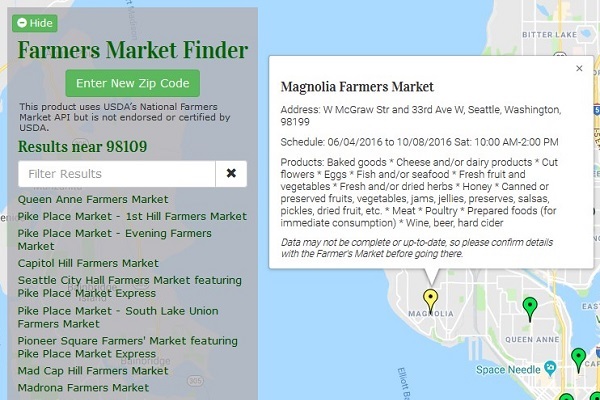 Hide
Farmers Market Finder
Enter New Zip Code
This product uses USDA's National Farmers
Market API but is not endorsed or certified by
USDA.
Results near 98109
Filter Results
Queen Anne Farmers Market
Pike Place Market - 1st Hill Farmers Market
Pike Place Market - Evening Farmers
Market
Capitol Hill Farmers Market
Seattle City Hall Farmers Market featuring
Pike Place Market Express
Pike Place Market - South Lake Union
Farmers Market
Pioneer Square Farmers' Market featuring
Pike Place Market Express
Mad Cap Hill Farmers Market
Madrona Farmers Market
Magnolia Farmers Market
Address: W McGraw Str and 33rd Ave W, Seattle, Washington,
98199
Schedule: 06/04/2016 to 10/08/2016 Sat: 10:00 AM-2:00 PM
Products: Baked goods * Cheese and/or dairy products * Cut
flowers * Eggs * Fish and/or seafood * Fresh fruit and
vegetables * Fresh and/or dried herbs * Honey * Canned or
preserved fruits, vegetables, jams, jellies, preserves, salsas,
pickles, dried fruit, etc. * Meat * Poultry * Prepared foods (for
immediate consumption) * Wine, beer, hard cider
Data may not be complete or up-to-date, so please confirm details
with the Farmer's Market before going there.
BITTER LAKE
MAGNOLIA
QUEEN ANNE
Space Needle
Elliott Ba
305